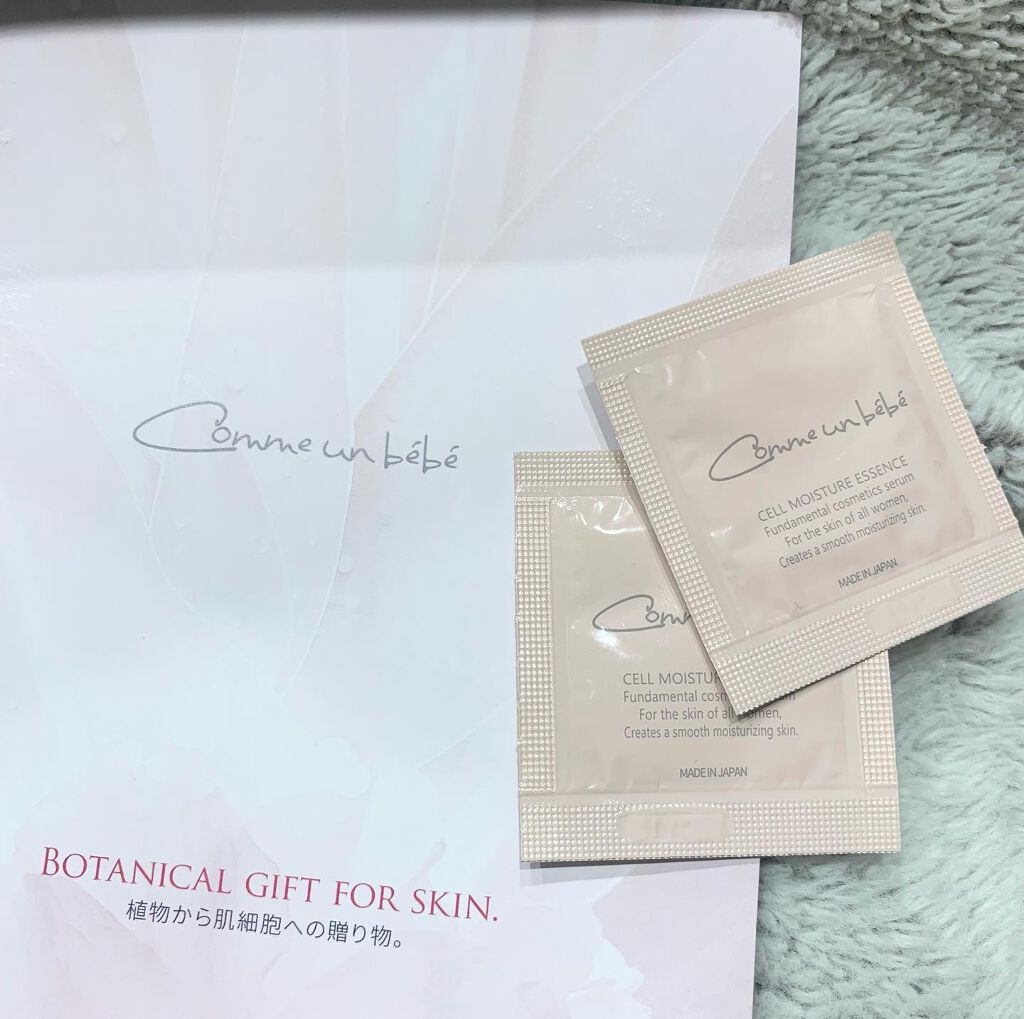 Comme un bébé
BOTANICAL GIFT FOR SKIN.
植物から肌細胞への贈り物。
Comme un bébé
CELL MOISTURE ESSENCE
Fundamental cosmetics serum
For the skin of all women,
Creates a smooth moisturizing skin.
MADE IN JAPAN
CELL
Fundamental
For the skin of
Creates a smooth moisturizing skin.
MADE IN JAPAN